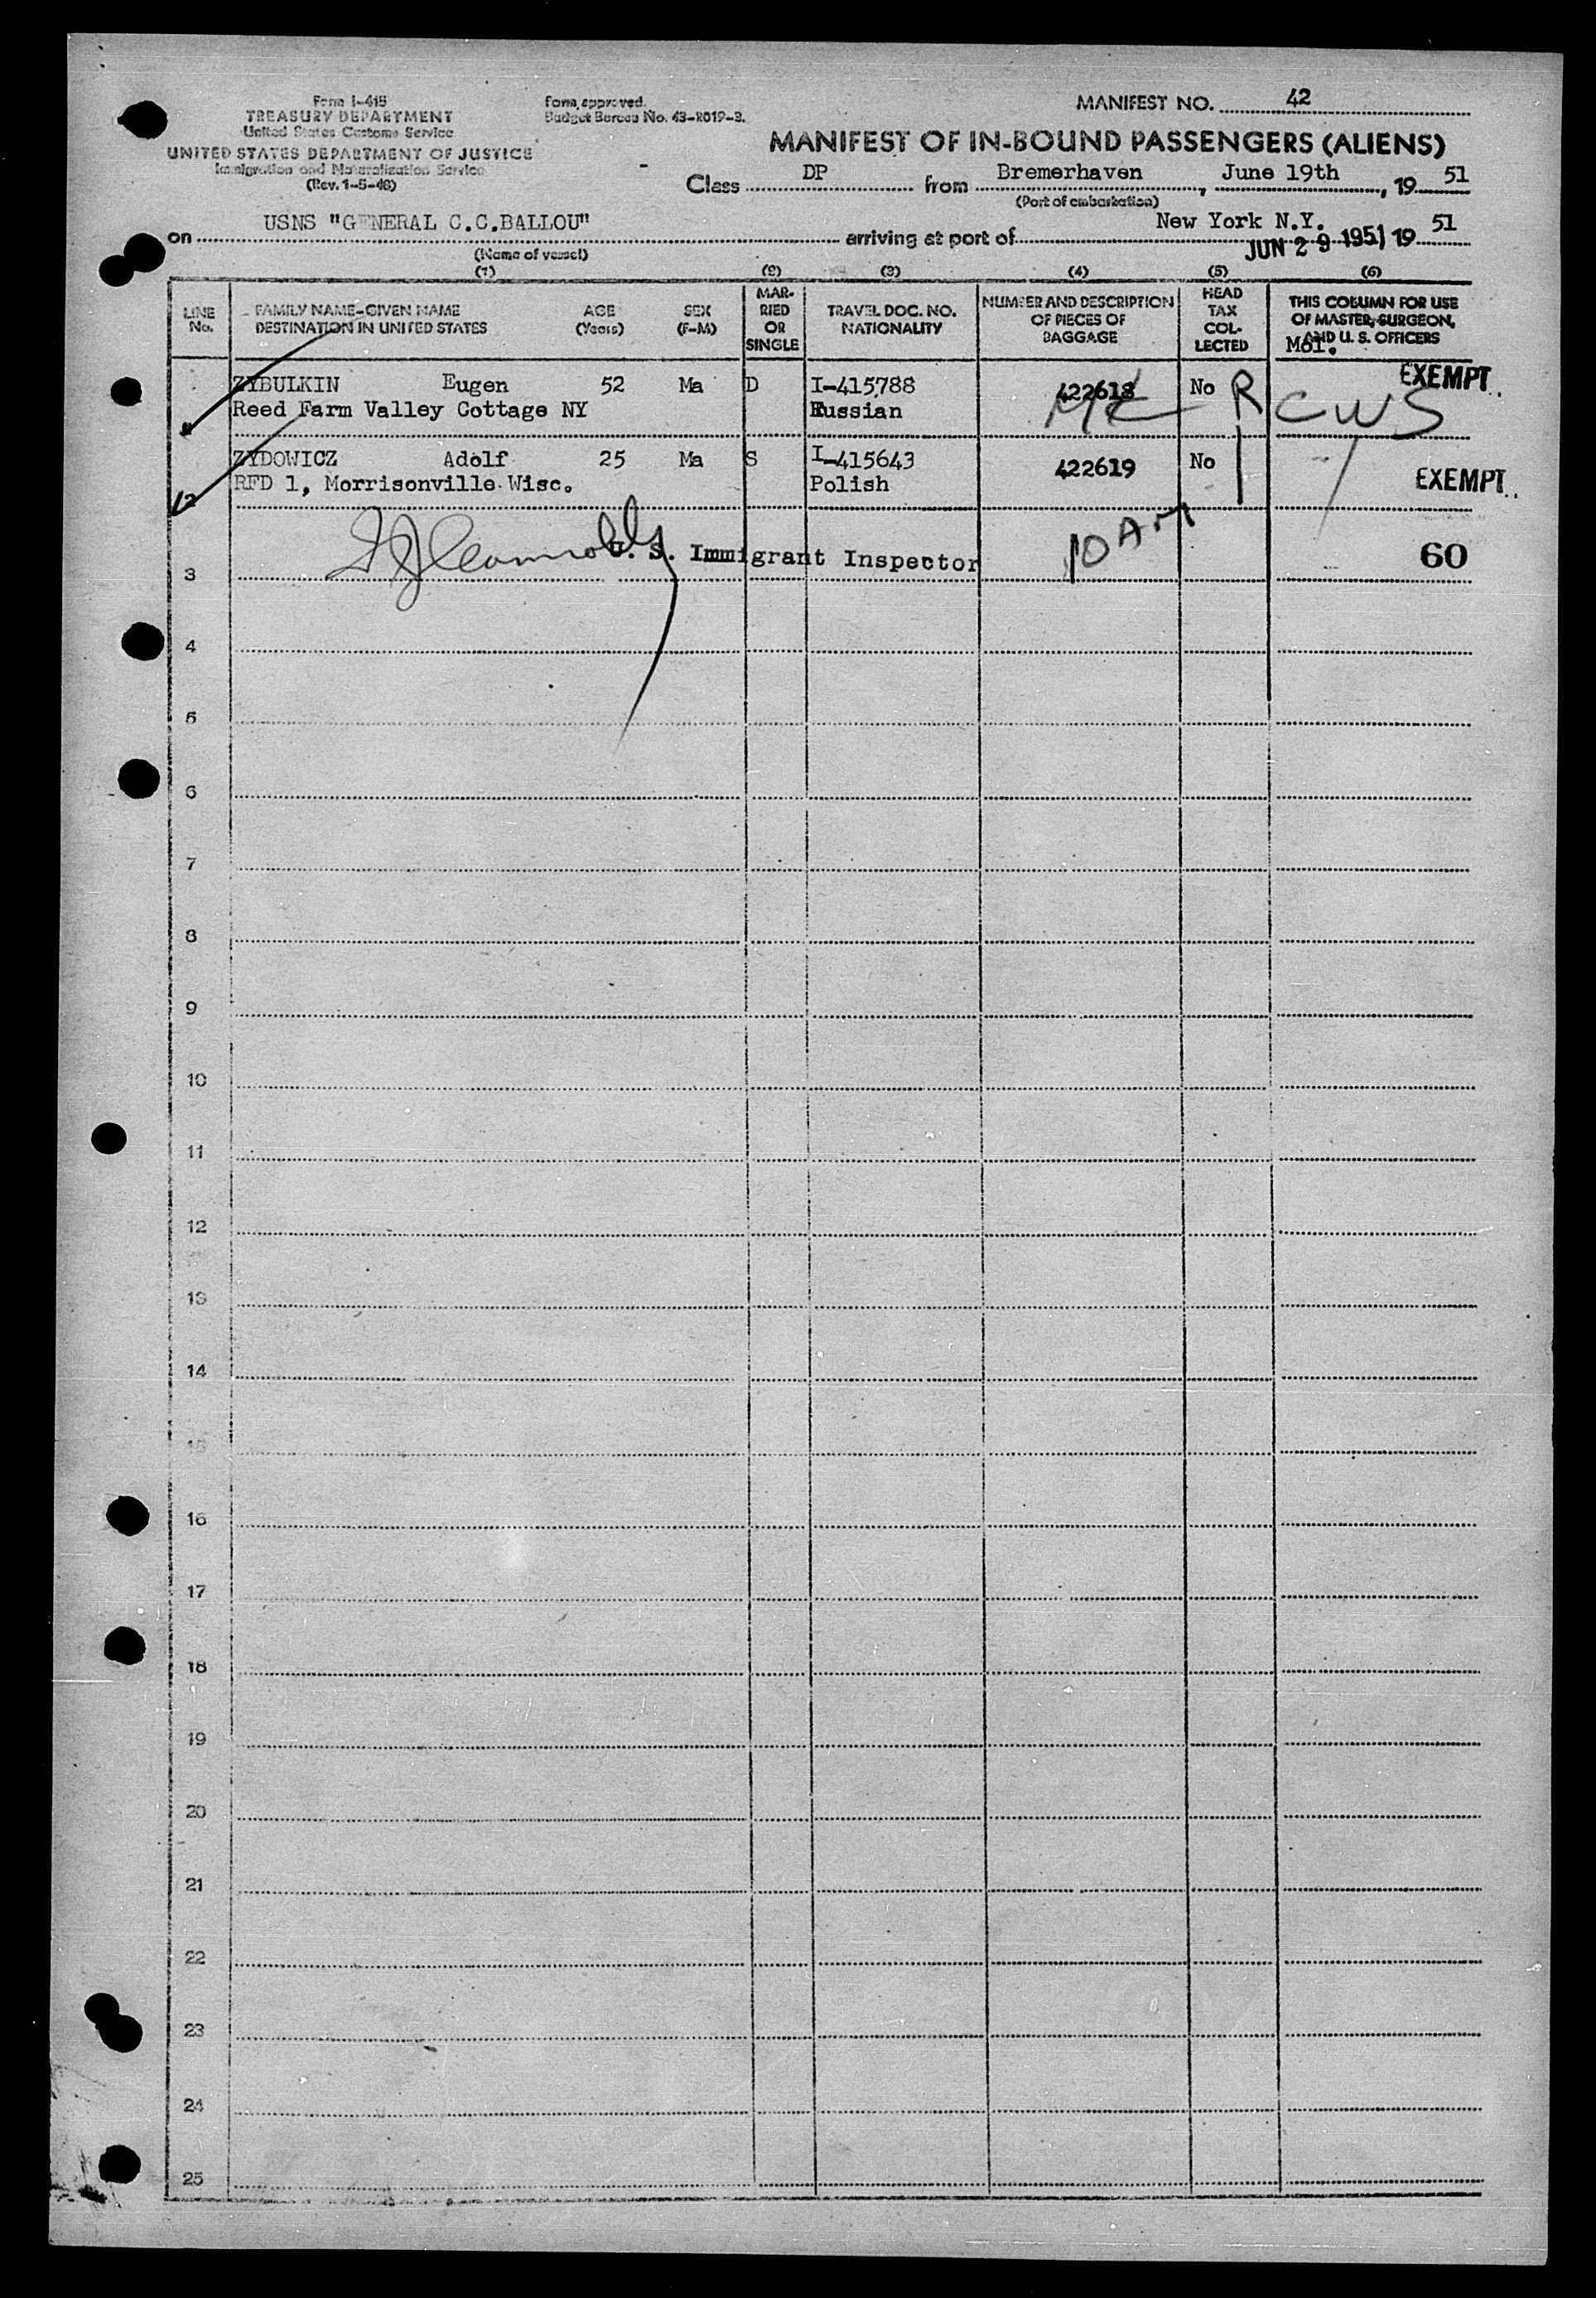 Form I-415
TREASURY DEPARTMENT
United States Customs Service
UNITED STATES DEPARTMENT OF JUSTICE
Immigration and Naturalization Service
(Rev. 1-5-48)
Form approved.
Budget Bureau No. 43-R019-3.
MANIFEST NO. 42
MANIFEST OF IN-BOUND PASSENGERS (ALIENS)
Class DP from Bremerhaven, June 19th, 19 51
(Port of embarkation)
on USNS "GENERAL C.C.BALLOU" arriving at port of New York N.Y. JUN 29 1951 19 51
(Name of vessel)
(1) (2) (3) (4) (5) (6)
LINE No. FAMILY NAME-GIVEN NAME DESTINATION IN UNITED STATES AGE (Years) SEX (F-M) MARRIED OR SINGLE TRAVEL DOC. NO. NATIONALITY NUMBER AND DESCRIPTION OF PIECES OF BAGGAGE HEAD TAX COLLECTED THIS COLUMN FOR USE OF MASTER, SURGEON, AND U. S. OFFICERS
ZYBULKIN Eugen 52 Ma D I-415788 422618 No R CWS EXEMPT
Reed Farm Valley Cottage NY Russian
ZYDOWICZ Adolf 25 Ma S I-415643 422619 No EXEMPT
RFD 1, Morrisonville Wisc. Polish
U. S. Immigrant Inspector 10 AM 60
3
4
5
6
7
8
9
10
11
12
13
14
15
16
17
18
19
20
21
22
23
24
25